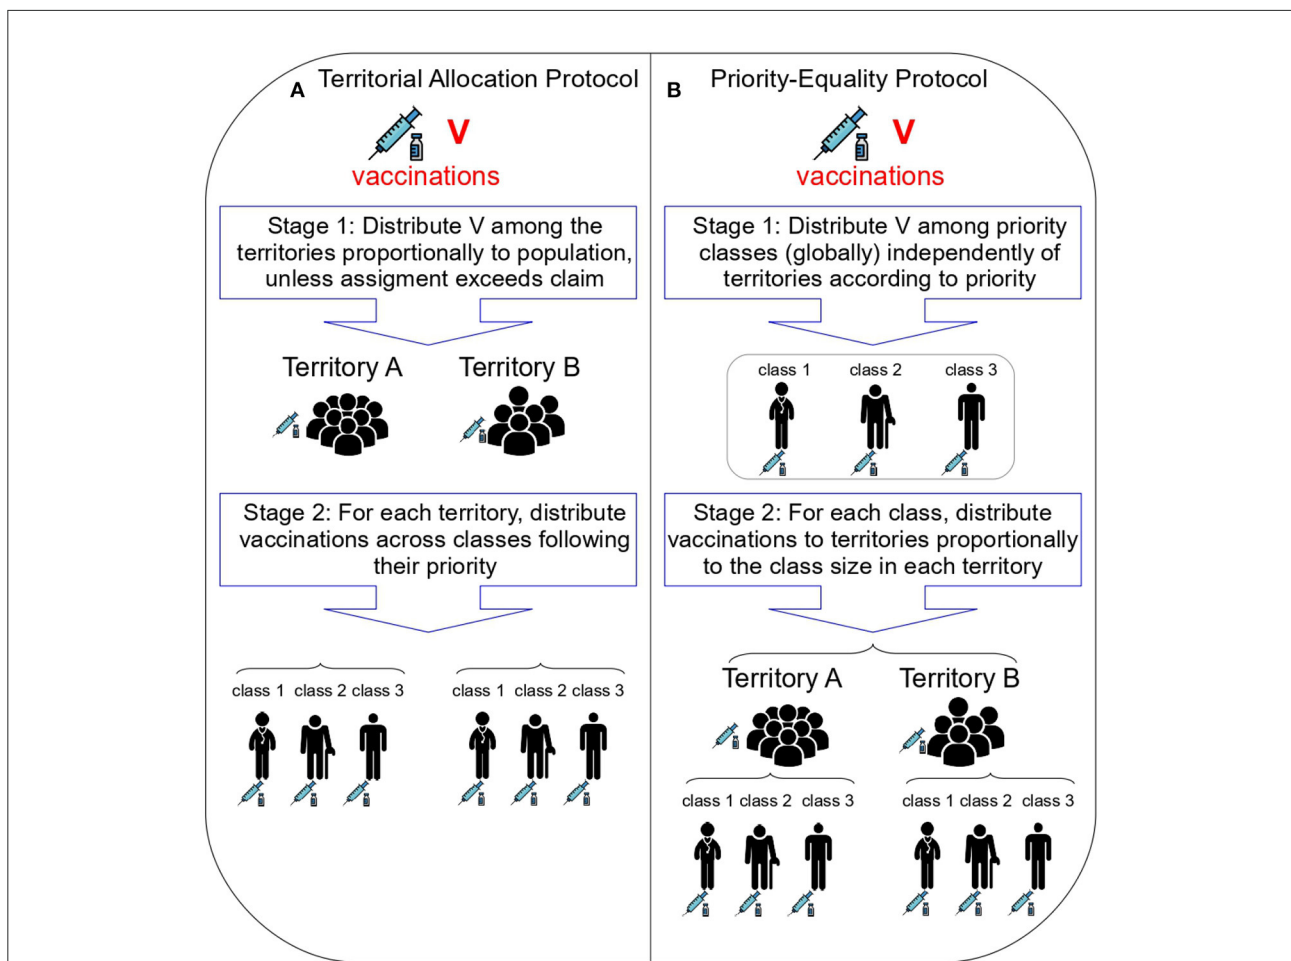 A
Territorial Allocation Protocol
V
vaccinations
Stage 1: Distribute V among the
territories proportionally to population,
unless assigment exceeds claim
Territory A
Territory B
Stage 2: For each territory, distribute
vaccinations across classes following
their priority
class 1 class 2 class 3
class 1 class 2 class 3
B
Priority-Equality Protocol
V
vaccinations
Stage 1: Distribute V among priority
classes (globally) independently of
territories according to priority
class 1 class 2 class 3
Stage 2: For each class, distribute
vaccinations to territories proportionally
to the class size in each territory
Territory A
Territory B
class 1 class 2 class 3
class 1 class 2 class 3